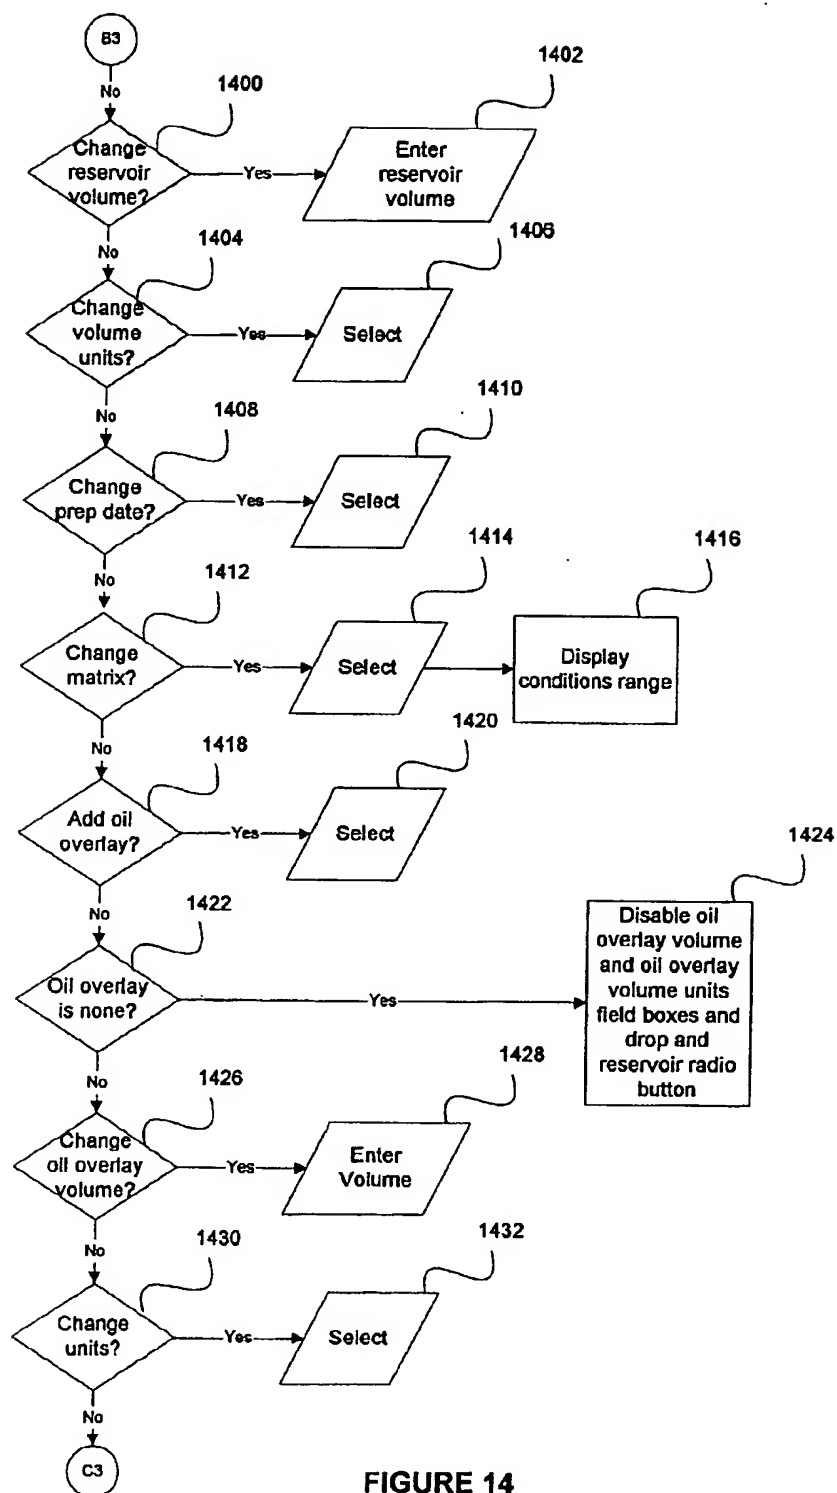 B3
No
1400
1402
Change
reservoir
volume?
Yes
Enter
reservoir
volume
No
1404
1406
Change
volume
units?
Yes
Select
No
1408
1410
Change
prep date?
Yes
Select
No
1412
1414
1416
Change
matrix?
Yes
Select
Display
conditions range
No
1418
1420
Add oil
overlay?
Yes
Select
1424
No
1422
Oil overlay
is none?
Yes
Disable oil
overlay volume
and oil overlay
volume units
field boxes and
drop and
reservoir radio
button
No
1426
1428
Change
oil overlay
volume?
Yes
Enter
Volume
No
1430
1432
Change
units?
Yes
Select
No
C3
FIGURE 14